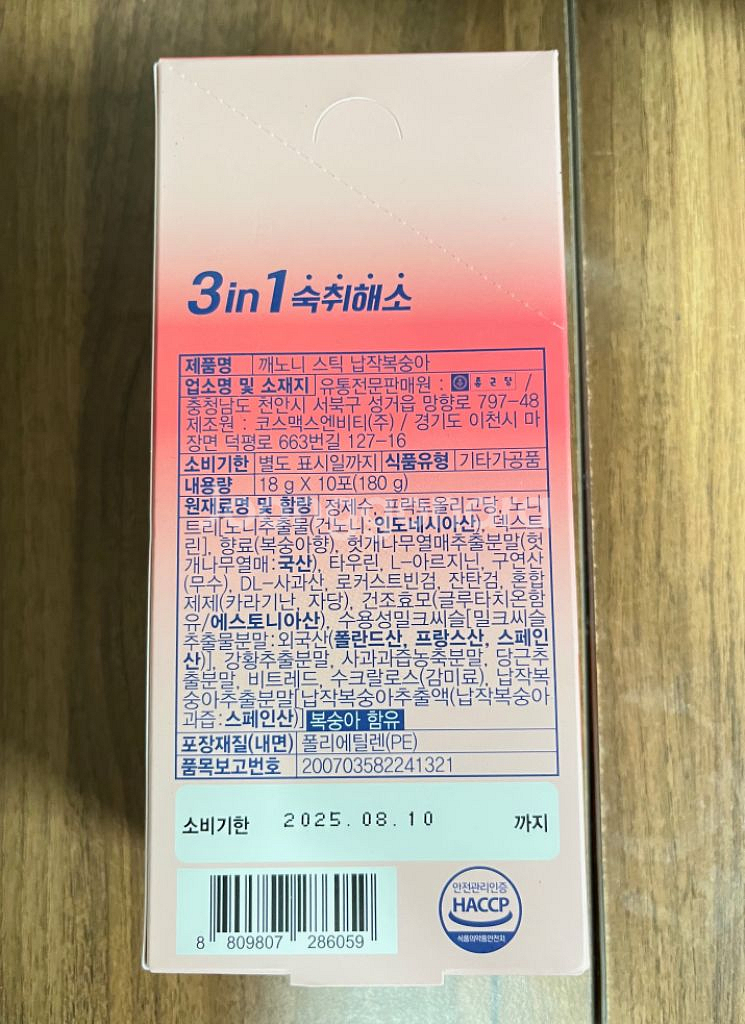 3in1숙취해소
제품명 깨노니 스틱 납작복숭아
업소명 및 소재지 유통전문판매원 : 종근당 /
충청남도 천안시 서북구 성거읍 망향로 797-48
제조원 : 코스맥스엔비티(주) / 경기도 이천시 마
장면 덕평로 663번길 127-16
소비기한 별도 표시일까지 식품유형 기타가공품
내용량 18 g X 10포(180 g)
원재료명 및 함량 정제수, 프락토올리고당, 노니
트리[노니추출물(건노니:인도네시아산), 덱스트
린], 향료(복숭아향), 헛개나무열매추출분말(헛
개나무열매:국산), 타우린, L-아르지닌, 구연산
(무수), DL-사과산, 로커스트빈검, 잔탄검, 혼합
제제(카라기난, 자당), 건조효모(글루타치온함
유/에스토니아산), 수용성밀크씨슬[밀크씨슬
추출물분말:외국산(폴란드산, 프랑스산, 스페인
산)], 강황추출분말, 사과과즙농축분말, 당근추
출분말, 비트레드, 수크랄로스(감미료), 납작복
숭아추출분말[납작복숭아추출액(납작복숭아
과즙:스페인산)] 복숭아 함유
포장재질(내면) 폴리에틸렌(PE)
품목보고번호 200703582241321
소비기한 2025.08.10 까지
8 809807 286059
안전관리인증
HACCP
식품의약품안전처